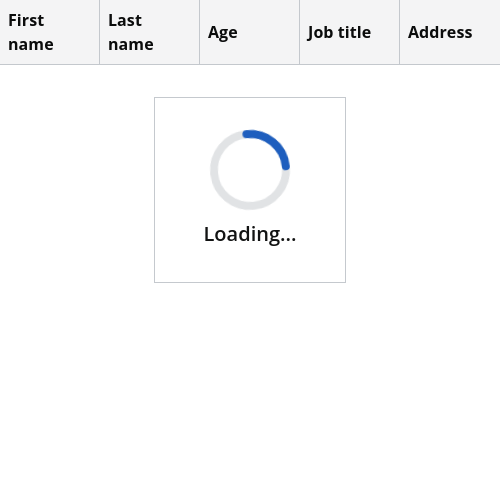 First
name
Last
name
Age
Job title
Address
Loading...